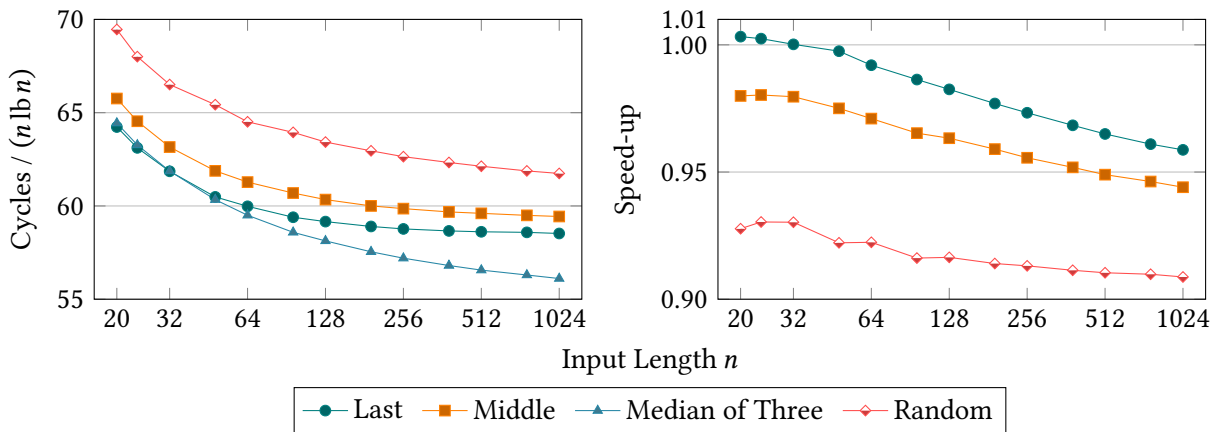 Cycles / (n lb n)
70
65
60
55
20 32 64 128 256 512 1024
Speed-up
1.01
1.00
0.95
0.90
20 32 64 128 256 512 1024
Input Length n
Last Middle Median of Three Random